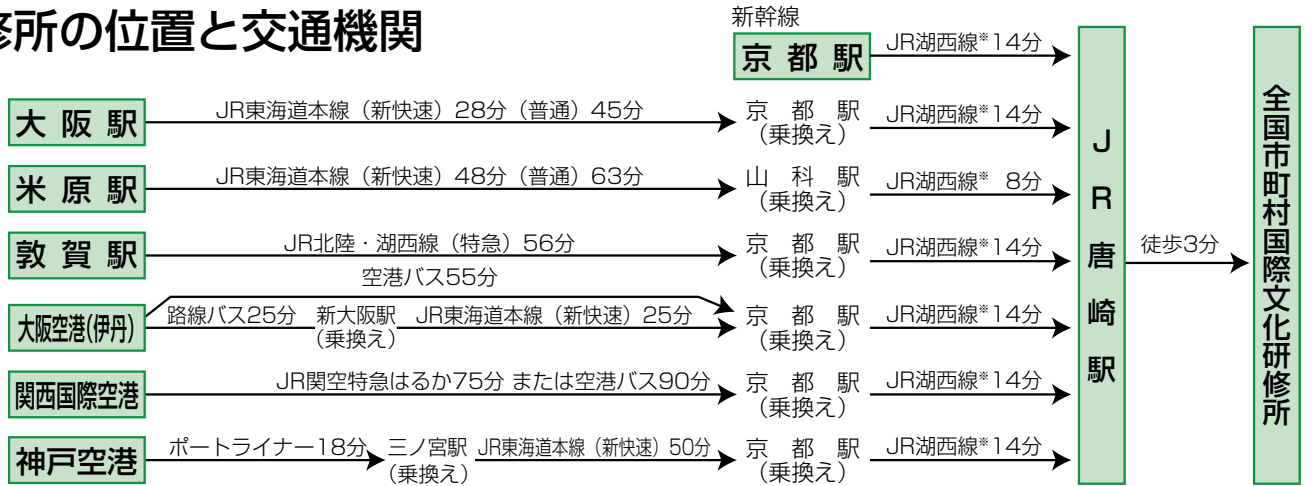 修所の位置と交通機関
新幹線
京都駅 JR湖西線※14分
大阪駅 JR東海道本線（新快速）28分（普通）45分 京都駅（乗換え） JR湖西線※14分
米原駅 JR東海道本線（新快速）48分（普通）63分 山科駅（乗換え） JR湖西線※ 8分
敦賀駅 JR北陸・湖西線（特急）56分 京都駅（乗換え） JR湖西線※14分
空港バス55分
大阪空港(伊丹) 路線バス25分 新大阪駅（乗換え） JR東海道本線（新快速）25分 京都駅（乗換え） JR湖西線※14分
関西国際空港 JR関空特急はるか75分 または空港バス90分 京都駅（乗換え） JR湖西線※14分
神戸空港 ポートライナー18分 三ノ宮駅（乗換え） JR東海道本線（新快速）50分 京都駅（乗換え） JR湖西線※14分
JR唐崎駅
徒歩3分
全国市町村国際文化研修所